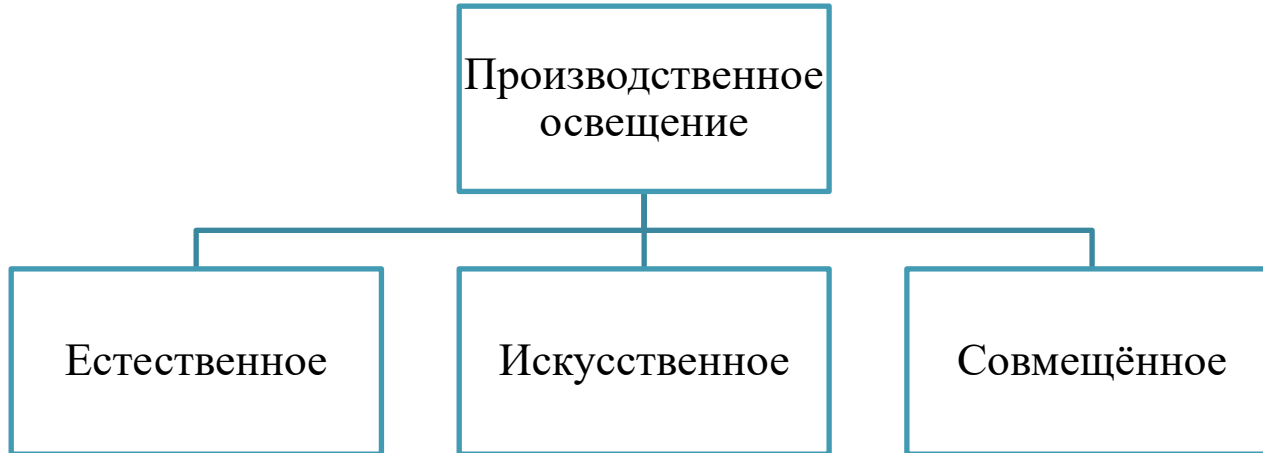 Производственное
освещение
Естественное
Искусственное
Совмещённое